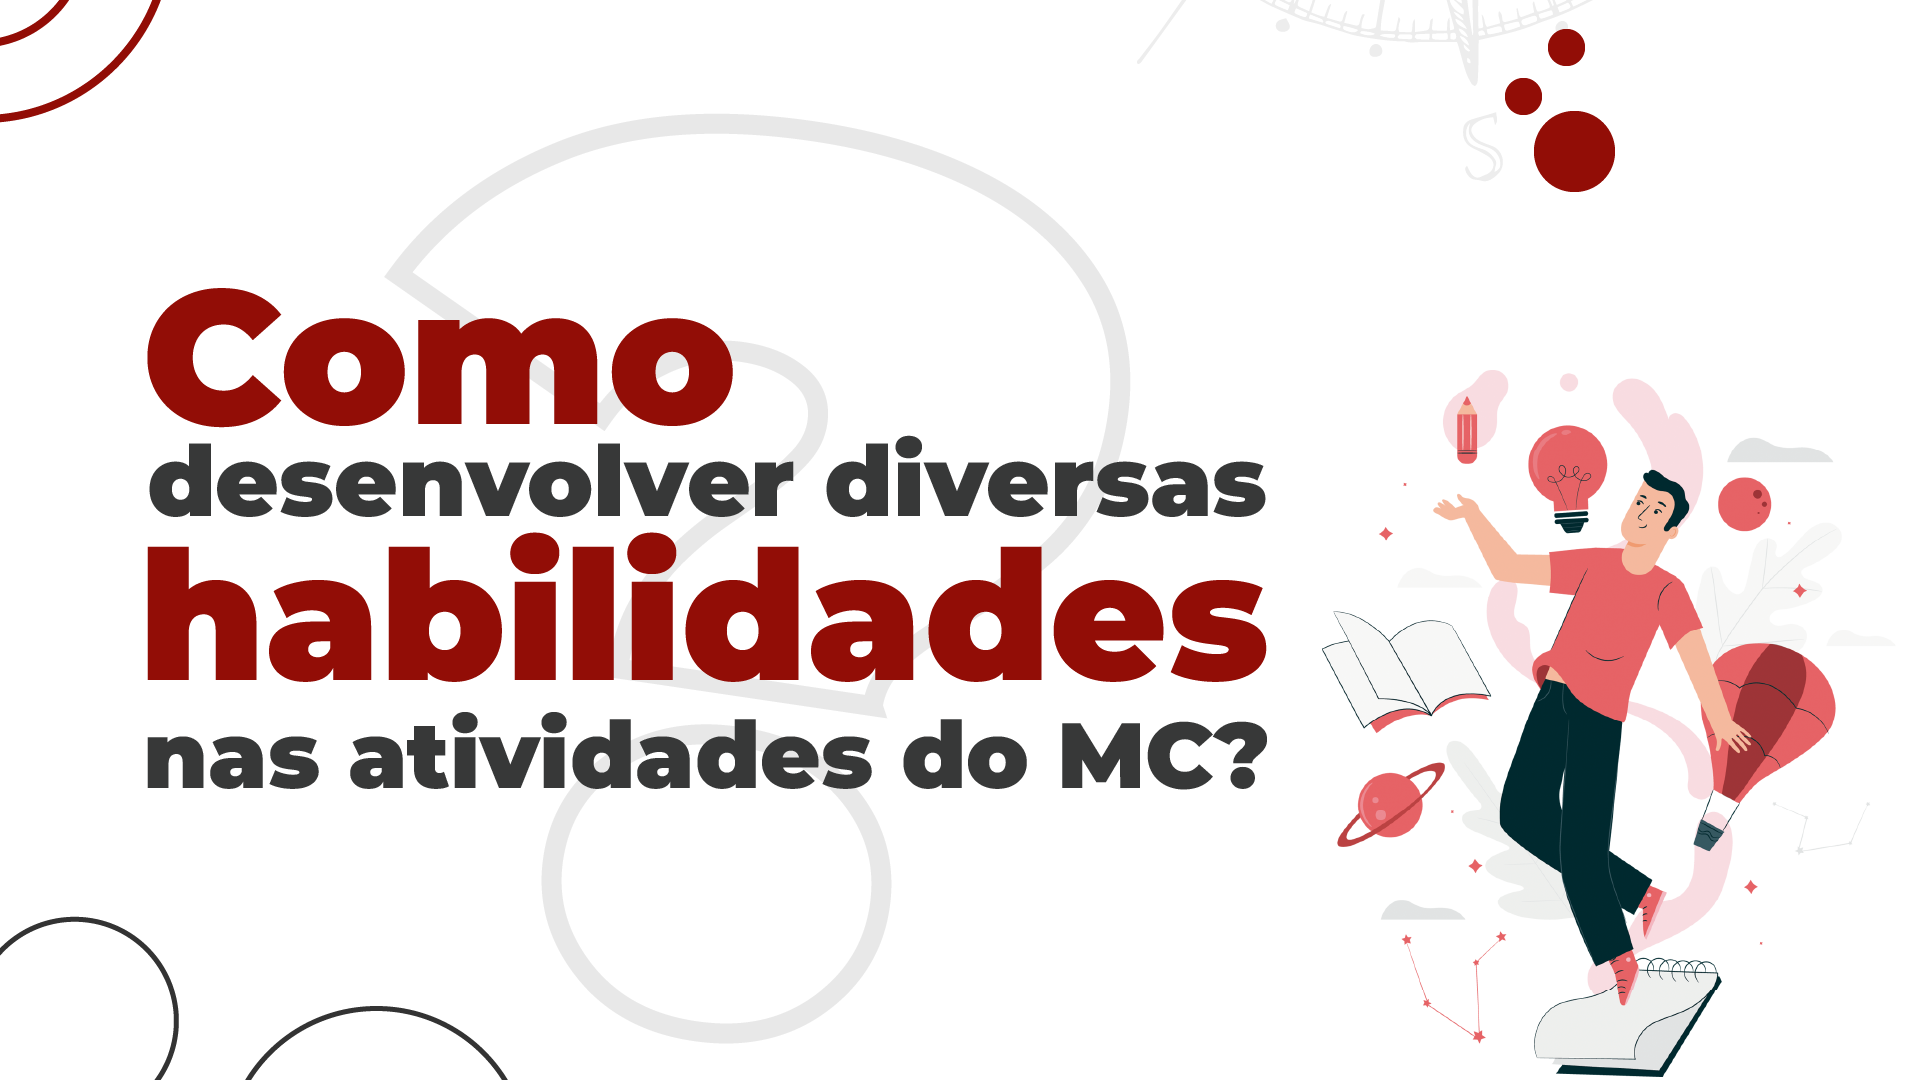 S
Como
desenvolver diversas
habilidades
nas atividades do MC?